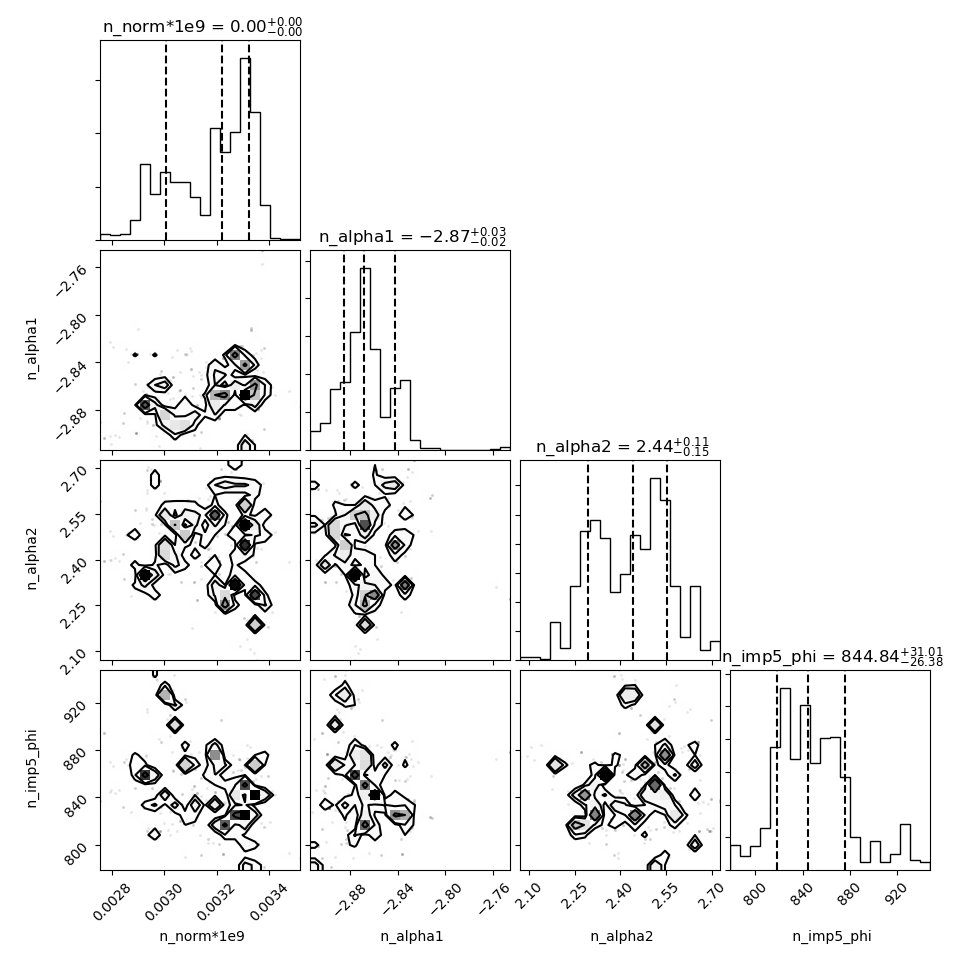 n_norm*1e9 = 0.00+0.00−0.00
n_alpha1 = −2.87+0.03−0.02
−2.76
−2.80
−2.84
−2.88
n_alpha1
n_alpha2 = 2.44+0.11−0.15
2.70
2.55
2.40
2.25
2.10
n_alpha2
n_imp5_phi = 844.84+31.01−26.38
920
880
840
800
n_imp5_phi
0.0028 0.0030 0.0032 0.0034
−2.88 −2.84 −2.80 −2.76
2.10 2.25 2.40 2.55 2.70
800 840 880 920
n_norm*1e9 n_alpha1 n_alpha2 n_imp5_phi